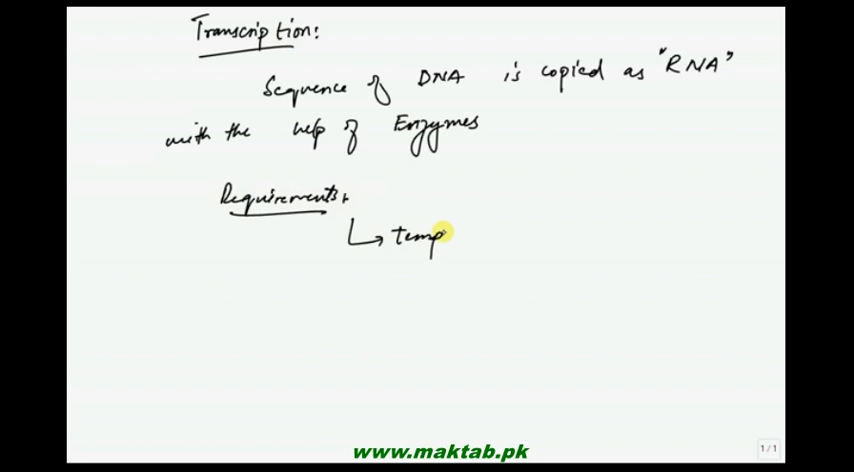 Transcription:
Sequence of DNA is copied as "RNA"
with the help of Enzymes
Requirements:
↳ temp
www.maktab.pk
1/1